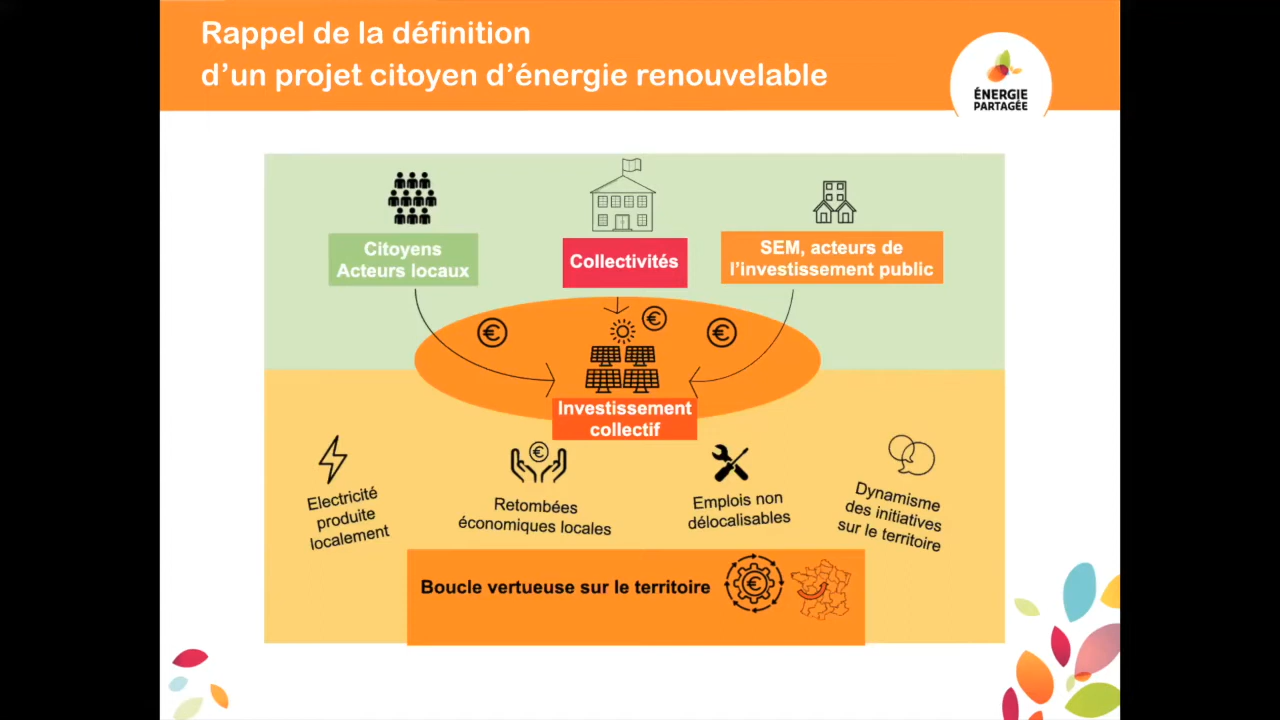 Rappel de la définition
d'un projet citoyen d'énergie renouvelable
ÉNERGIE
PARTAGÉE
Citoyens
Acteurs locaux
Collectivités
SEM, acteurs de
l'investissement public
€
€
€
Investissement
collectif
€
Electricité
produite
localement
Retombées
économiques locales
Emplois non
délocalisables
Dynamisme
des initiatives
sur le territoire
Boucle vertueuse sur le territoire
€